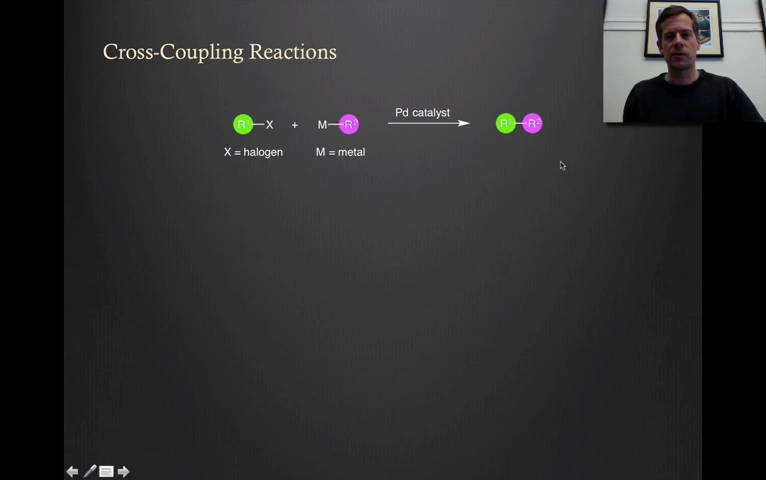 Cross-Coupling Reactions
R¹—X + M—R² Pd catalyst R¹—R²
X = halogen M = metal